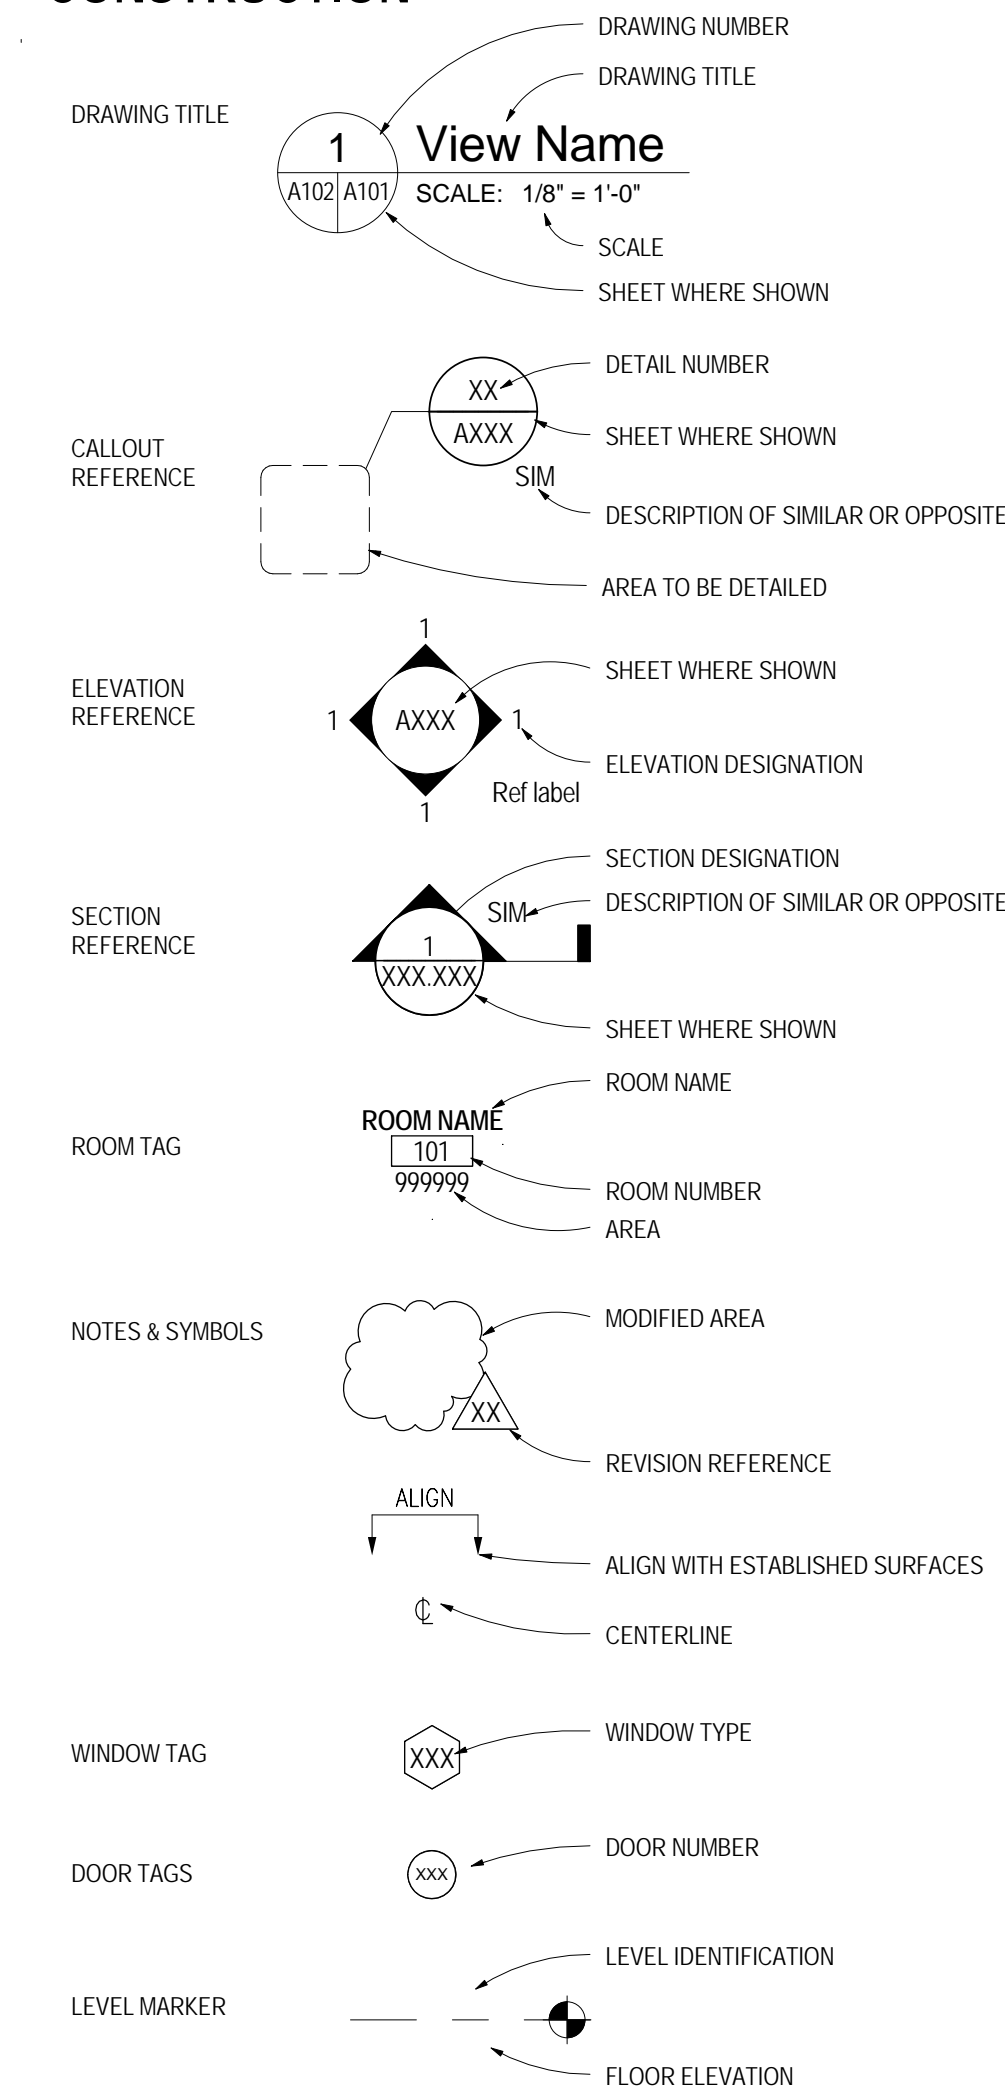 DRAWING NUMBER
DRAWING TITLE
DRAWING TITLE
1
View Name
A102 A101
SCALE: 1/8" = 1'-0"
SCALE
SHEET WHERE SHOWN
DETAIL NUMBER
XX
AXXX
SHEET WHERE SHOWN
CALLOUT
REFERENCE
SIM
DESCRIPTION OF SIMILAR OR OPPOSITE
AREA TO BE DETAILED
1
SHEET WHERE SHOWN
ELEVATION
REFERENCE
1 AXXX 1
ELEVATION DESIGNATION
Ref label
1
SECTION DESIGNATION
SIM
DESCRIPTION OF SIMILAR OR OPPOSITE
SECTION
REFERENCE
1
XXX.XXX
SHEET WHERE SHOWN
ROOM NAME
ROOM NAME
ROOM TAG
101
999999
ROOM NUMBER
AREA
MODIFIED AREA
NOTES & SYMBOLS
XX
REVISION REFERENCE
ALIGN
ALIGN WITH ESTABLISHED SURFACES
℄
CENTERLINE
WINDOW TYPE
WINDOW TAG
XXX
DOOR NUMBER
DOOR TAGS
XXX
LEVEL IDENTIFICATION
LEVEL MARKER
FLOOR ELEVATION